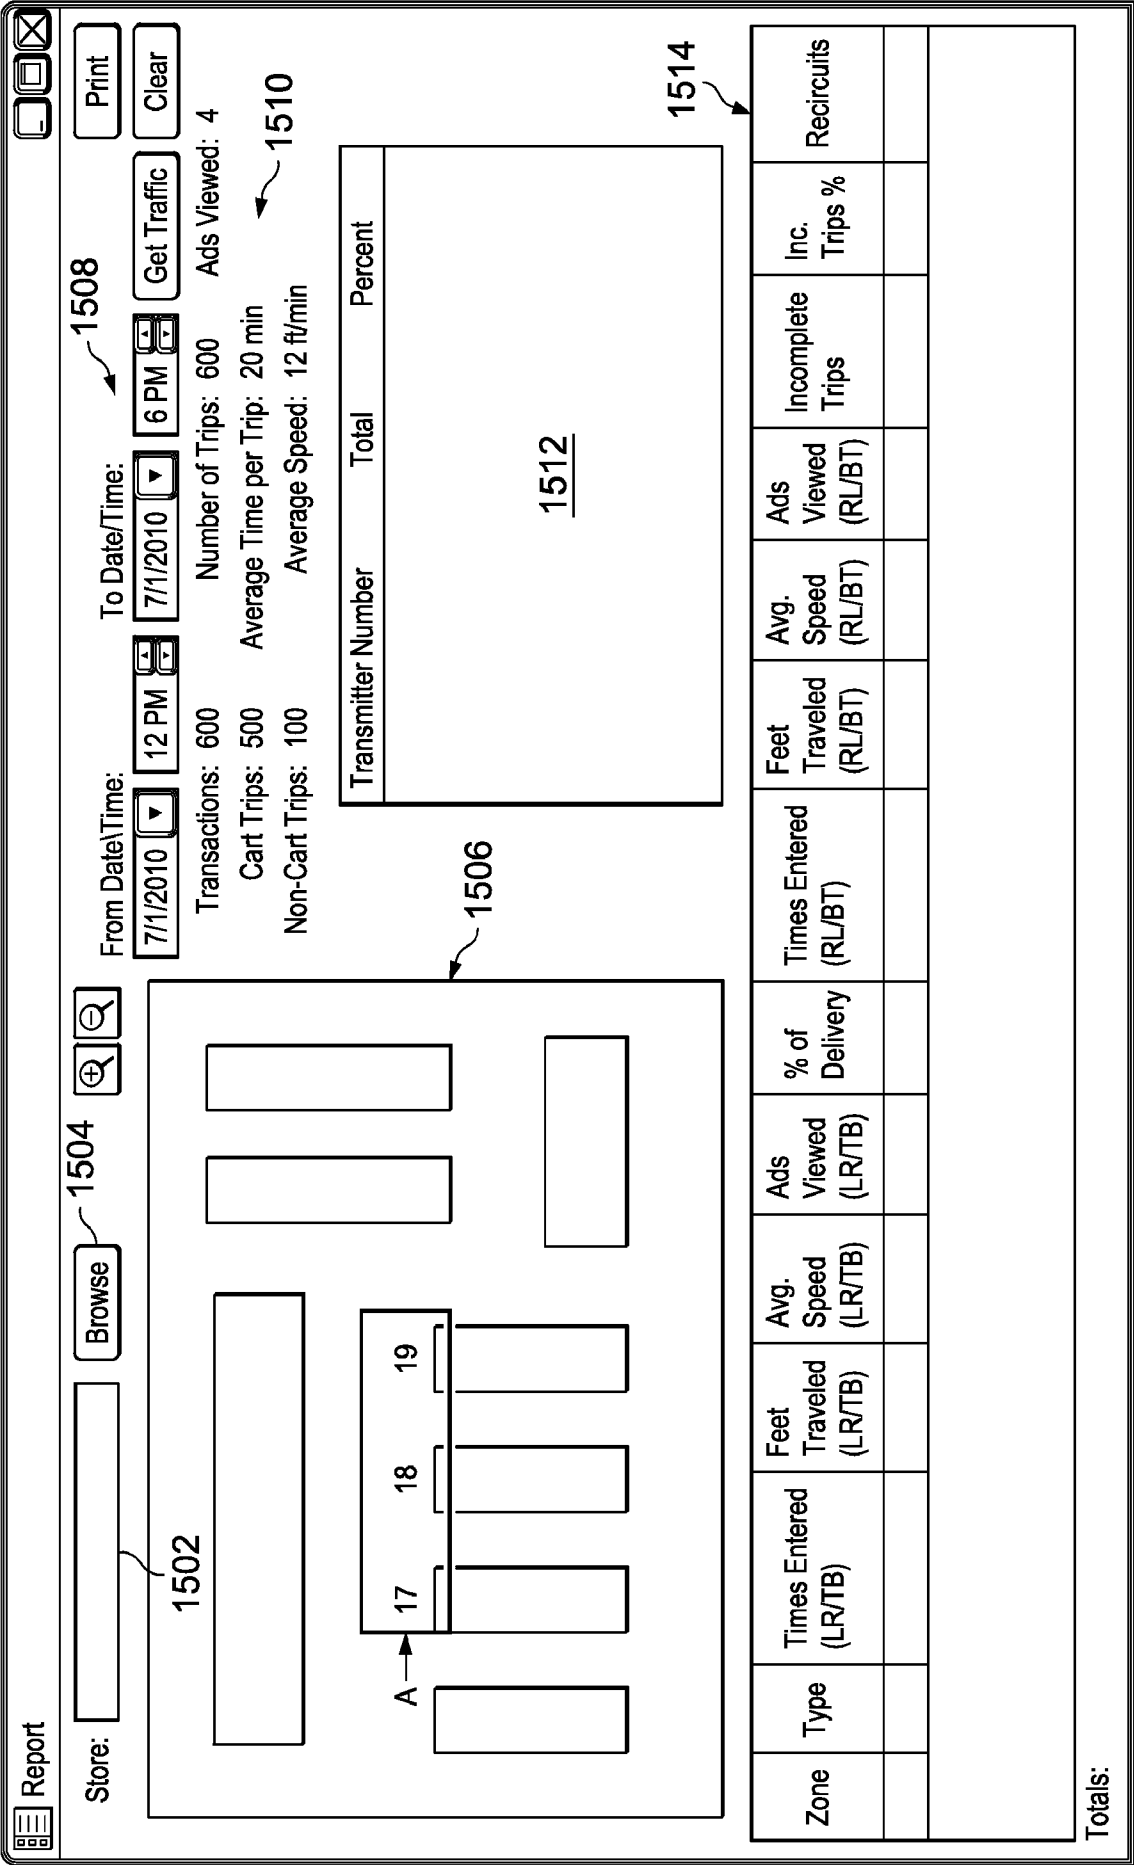 Report
Store:
Browse
1504
1502
From Date\Time:
7/1/2010
12 PM
To Date/Time:
7/1/2010
6 PM
1508
Get Traffic
Print
Clear
Transactions: 600
Number of Trips: 600
Ads Viewed: 4
Cart Trips: 500
Average Time per Trip: 20 min
Non-Cart Trips: 100
Average Speed: 12 ft/min
1510
1506
A
17
18
19
Transmitter Number
Total
Percent
1512
1514
Zone
Type
Times Entered
(LR/TB)
Feet
Traveled
(LR/TB)
Avg.
Speed
(LR/TB)
Ads
Viewed
(LR/TB)
% of
Delivery
Times Entered
(RL/BT)
Feet
Traveled
(RL/BT)
Avg.
Speed
(RL/BT)
Ads
Viewed
(RL/BT)
Incomplete
Trips
Inc.
Trips %
Recircuits
Totals: